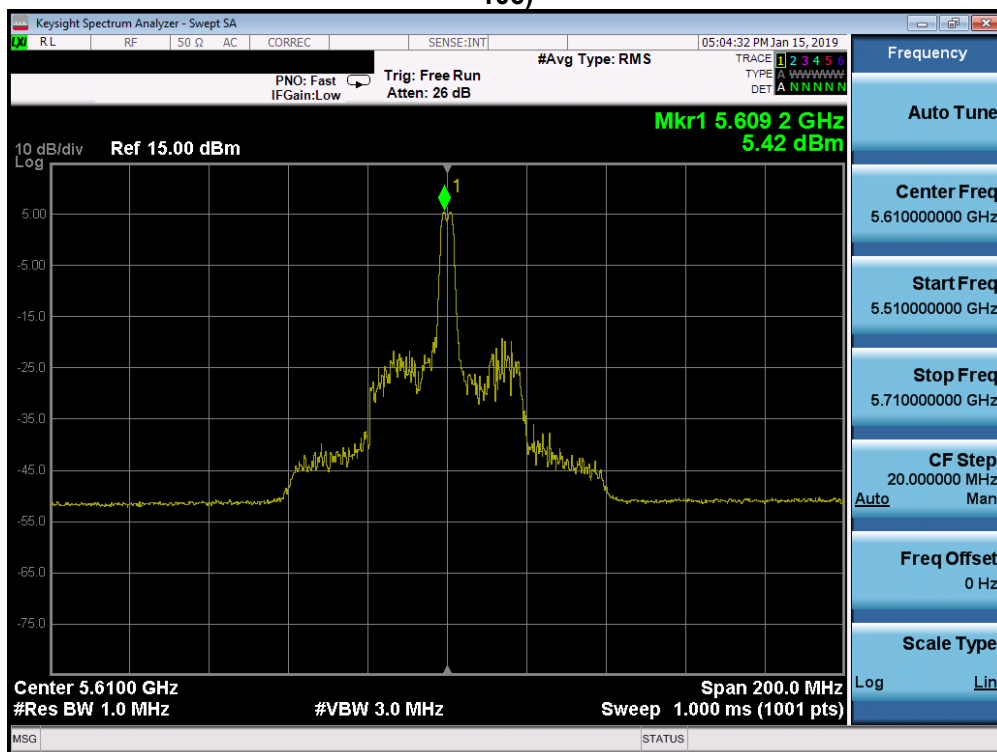 Keysight Spectrum Analyzer - Swept SA
LXI RL RF 50 Ω AC CORREC SENSE:INT 05:04:32 PM Jan 15, 2019
#Avg Type: RMS
TRACE 1 2 3 4 5 6
TYPE A WWWWW
DET A N N N N N
PNO: Fast
IFGain:Low
Trig: Free Run
Atten: 26 dB
Mkr1 5.609 2 GHz
5.42 dBm
10 dB/div Ref 15.00 dBm
Log
1
5.00
-5.00
-15.0
-25.0
-35.0
-45.0
-55.0
-65.0
-75.0
Center 5.6100 GHz Span 200.0 MHz
#Res BW 1.0 MHz #VBW 3.0 MHz Sweep 1.000 ms (1001 pts)
MSG STATUS
Frequency
Auto Tune
Center Freq
5.610000000 GHz
Start Freq
5.510000000 GHz
Stop Freq
5.710000000 GHz
CF Step
20.000000 MHz
Auto Man
Freq Offset
0 Hz
Scale Type
Log Lin